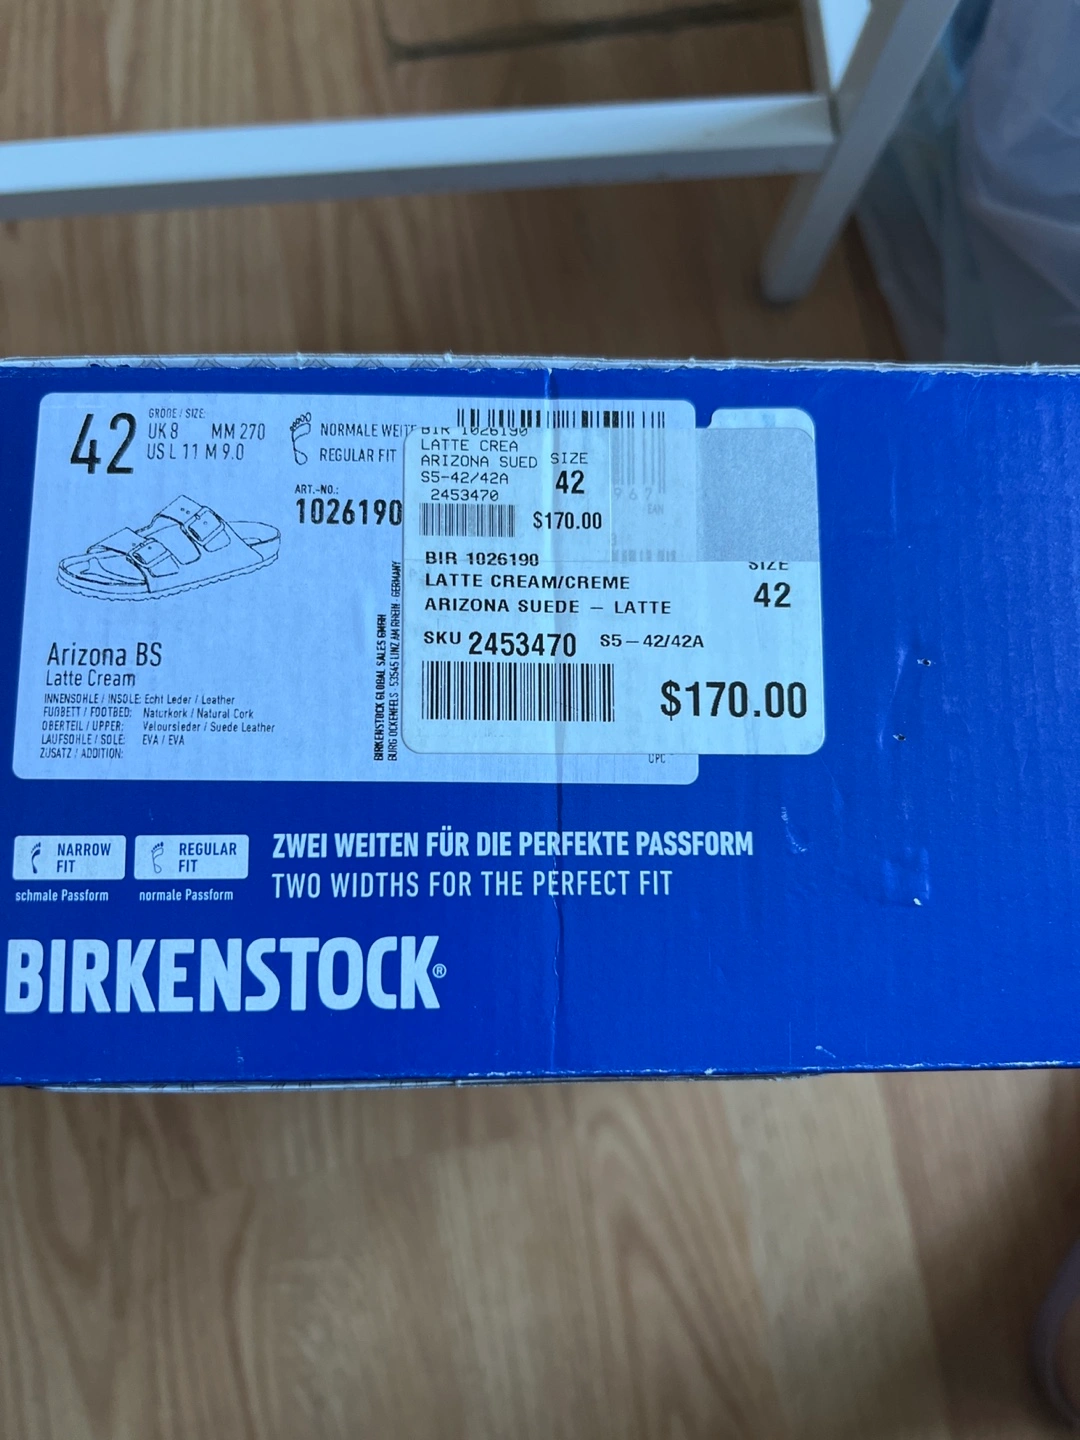 42
GRÖßE / SIZE:
UK 8 MM 270
US L 11 M 9.0
NORMALE WEITE
REGULAR FIT
ART.-NO.:
1026190
Arizona BS
Latte Cream
INNENSOHLE / INSOLE: Echt Leder / Leather
FUßBETT / FOOTBED: Naturkork / Natural Cork
OBERTEIL / UPPER: Veloursleder / Suede Leather
LAUFSOHLE / SOLE: EVA / EVA
ZUSATZ / ADDITION:
BIRKENSTOCK GLOBAL SALES GMBH
BURG OCKENFELS · 53545 LINZ AM RHEIN · GERMANY
BIR 1026190
LATTE CREA
ARIZONA SUED SIZE
S5-42/42A 42
2453470
$170.00
967
EAN
BIR 1026190 SIZE
LATTE CREAM/CREME 42
ARIZONA SUEDE – LATTE
SKU 2453470 S5–42/42A
$170.00
UPC
NARROW FIT
schmale Passform
REGULAR FIT
normale Passform
ZWEI WEITEN FÜR DIE PERFEKTE PASSFORM
TWO WIDTHS FOR THE PERFECT FIT
BIRKENSTOCK®